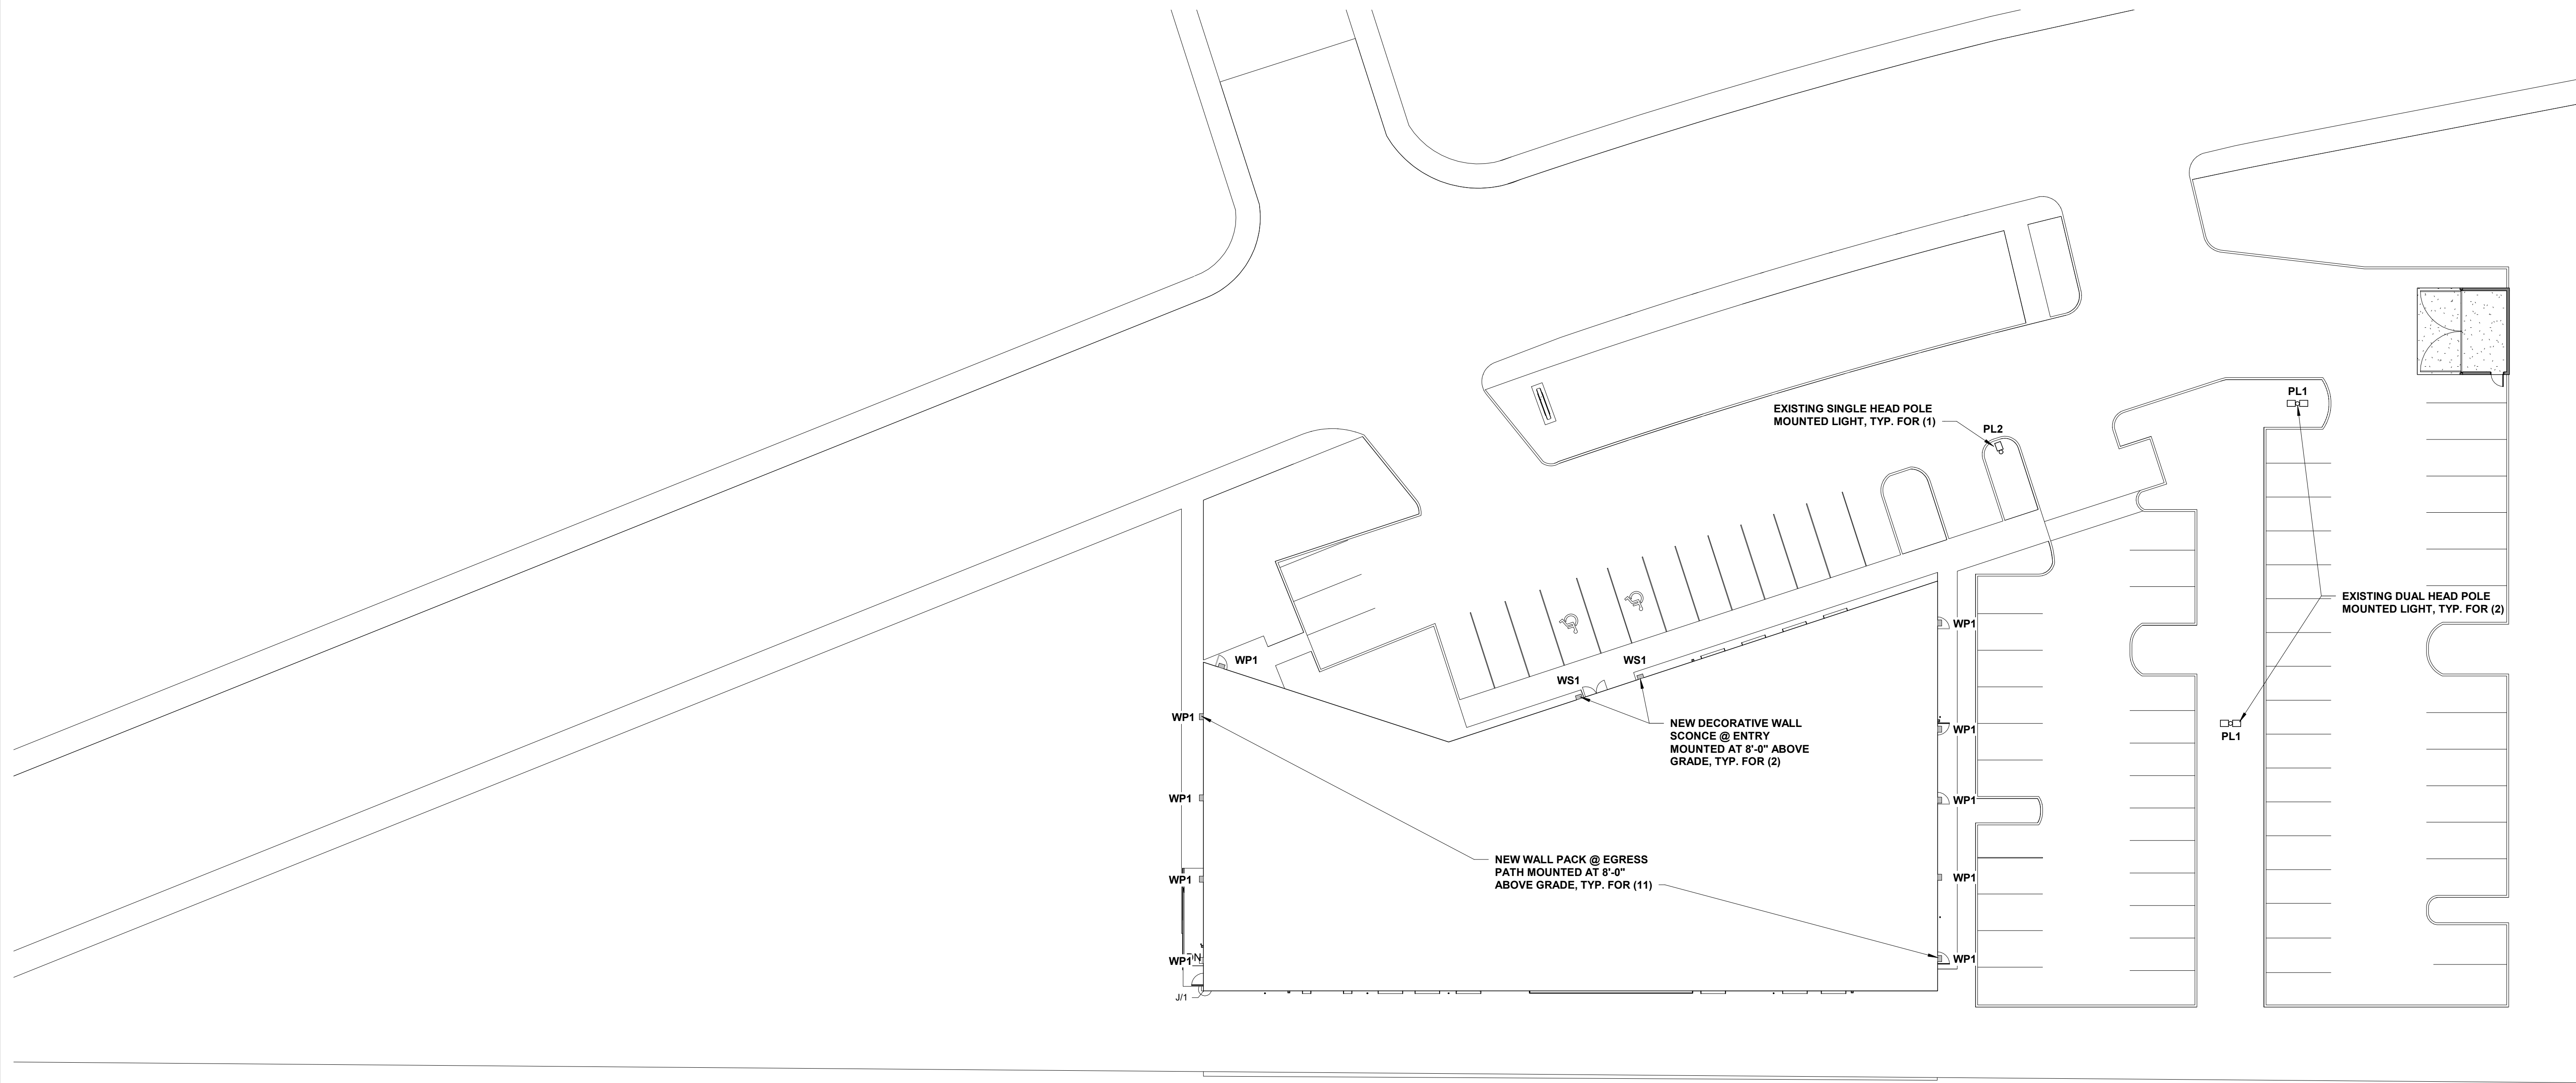 PL1
EXISTING SINGLE HEAD POLE
MOUNTED LIGHT, TYP. FOR (1)
PL2
EXISTING DUAL HEAD POLE
MOUNTED LIGHT, TYP. FOR (2)
WP1
WP1
WS1
WS1
WP1
NEW DECORATIVE WALL
SCONCE @ ENTRY
MOUNTED AT 8'-0" ABOVE
GRADE, TYP. FOR (2)
WP1
PL1
WP1
WP1
NEW WALL PACK @ EGRESS
PATH MOUNTED AT 8'-0"
ABOVE GRADE, TYP. FOR (11)
WP1
WP1
WP1
WP1
J/1